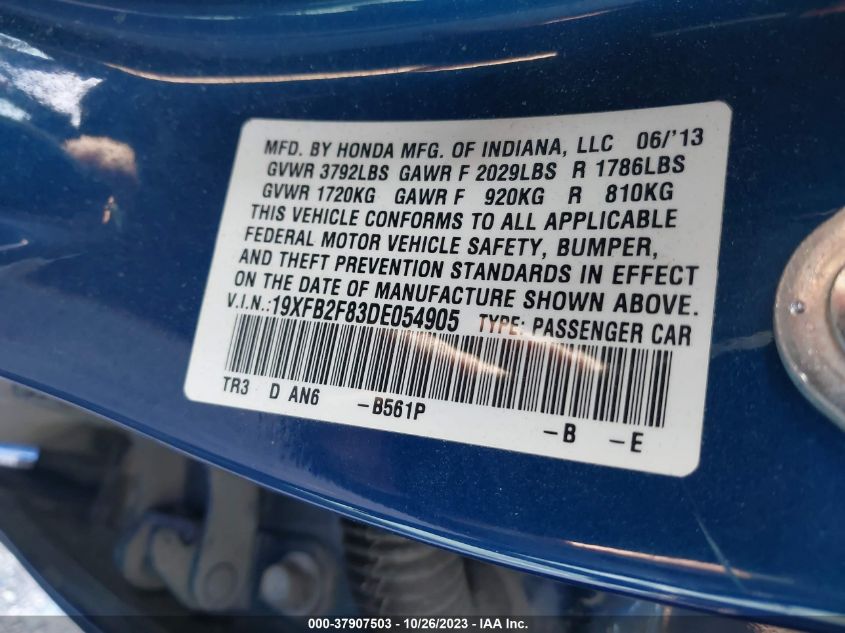 MFD. BY HONDA MFG. OF INDIANA, LLC 06/'13
GVWR 3792LBS GAWR F 2029LBS R 1786LBS
GVWR 1720KG GAWR F 920KG R 810KG
THIS VEHICLE CONFORMS TO ALL APPLICABLE
FEDERAL MOTOR VEHICLE SAFETY, BUMPER,
AND THEFT PREVENTION STANDARDS IN EFFECT
ON THE DATE OF MANUFACTURE SHOWN ABOVE.
V.I.N.:19XFB2F83DE054905 TYPE: PASSENGER CAR
TR3 D AN6 -B561P -B -E
000-37907503 - 10/26/2023 - IAA Inc.